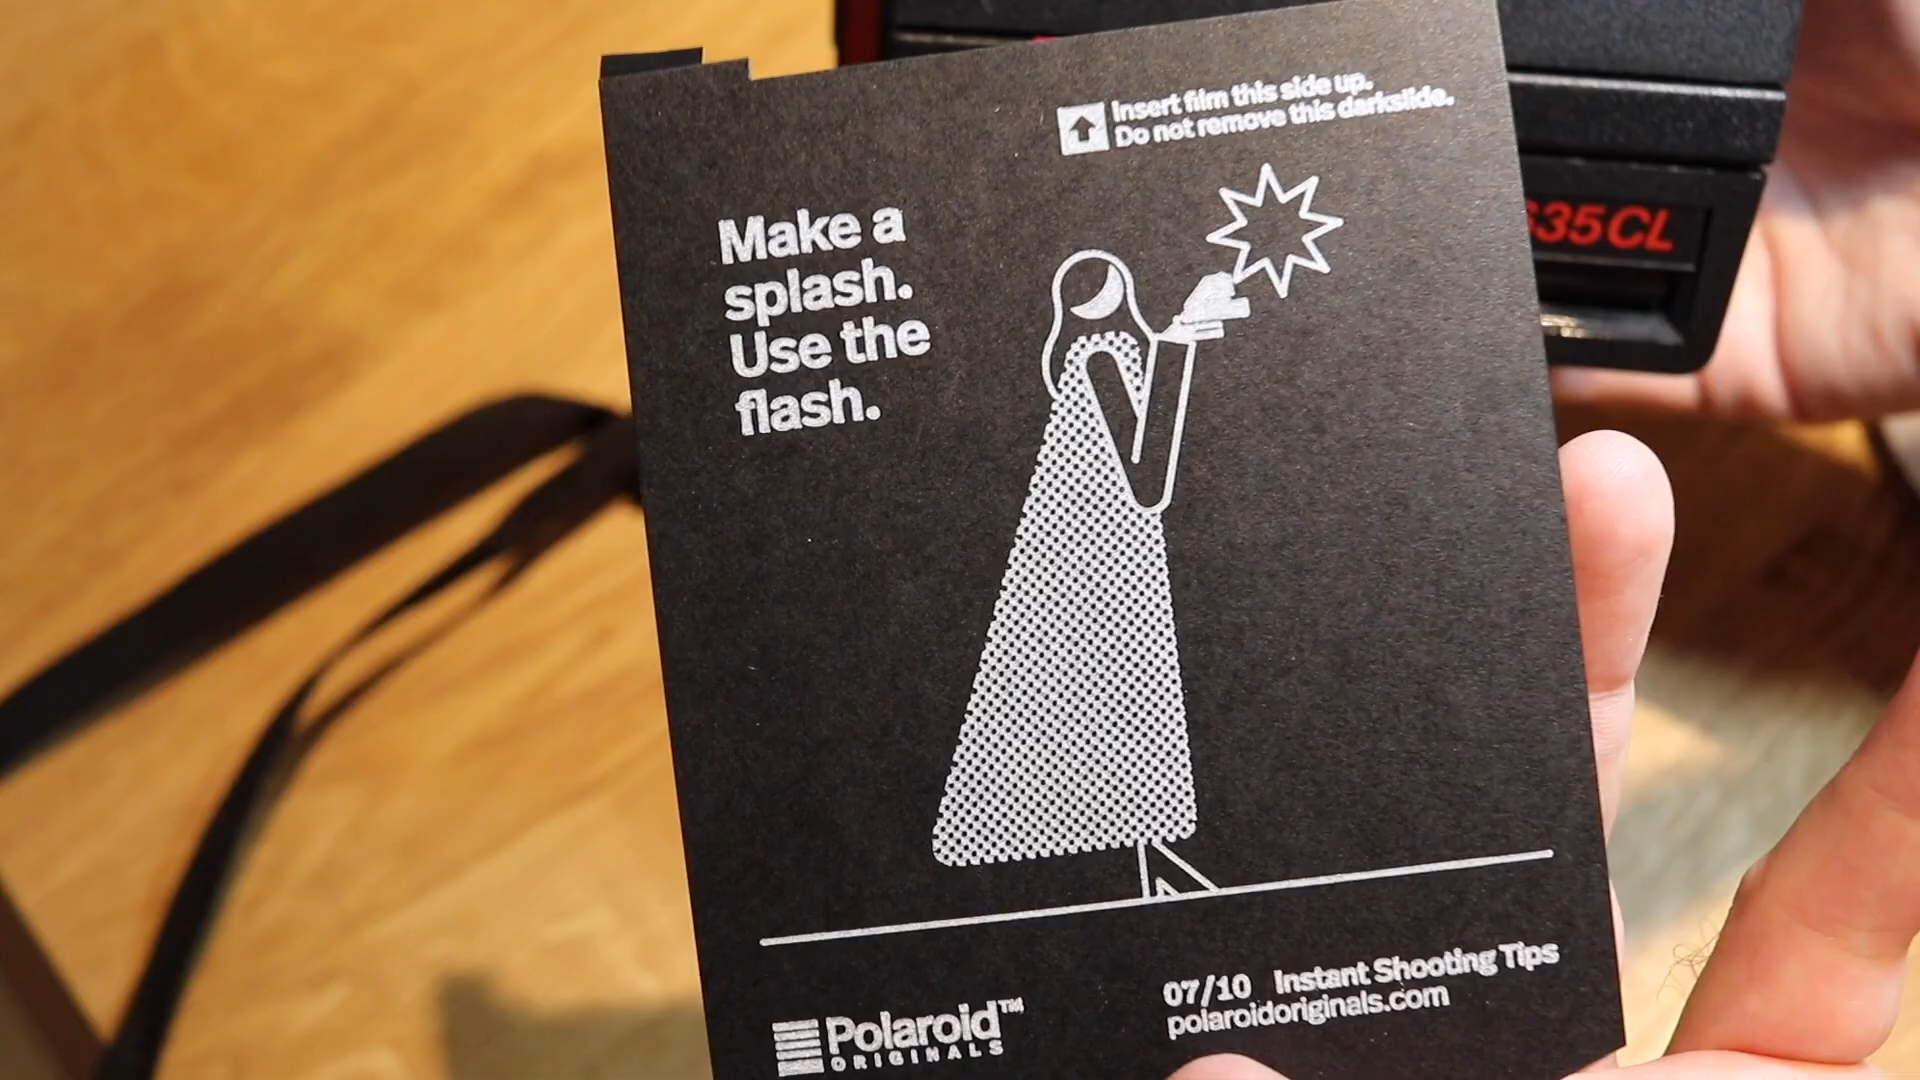 Insert film this side up.
Do not remove this darkslide.
Make a
splash.
Use the
flash.
635CL
07/10 Instant Shooting Tips
polaroidoriginals.com
Polaroid™
ORIGINALS